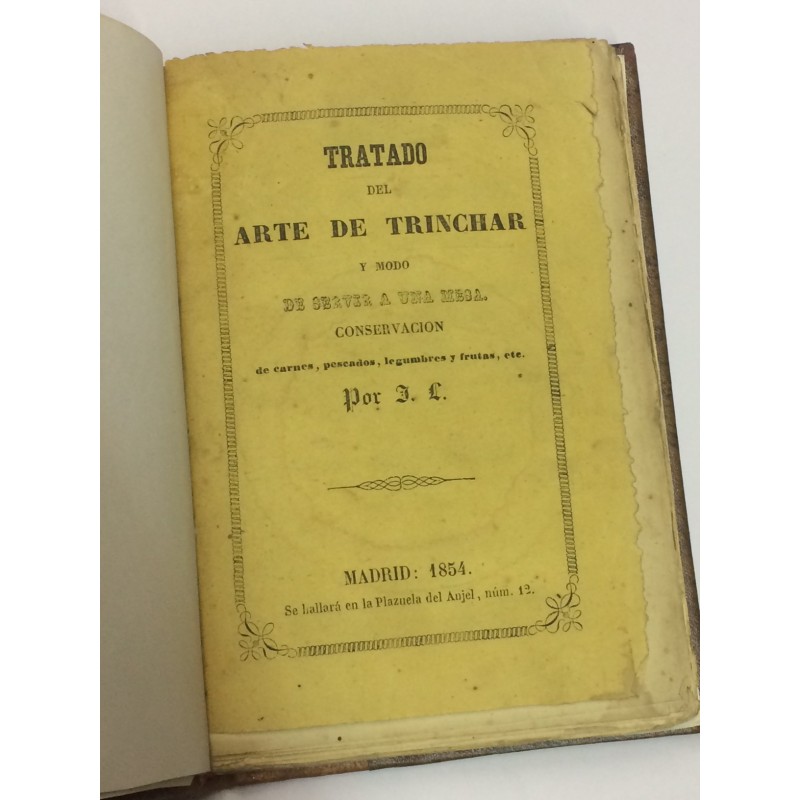 TRATADO
DEL
ARTE DE TRINCHAR
Y MODO
DE SERVIR A UNA MESA.
CONSERVACION
de carnes, pescados, legumbres y frutas, etc.
Por J. L.
MADRID: 1854.
Se hallará en la Plazuela del Anjel, núm. 12.